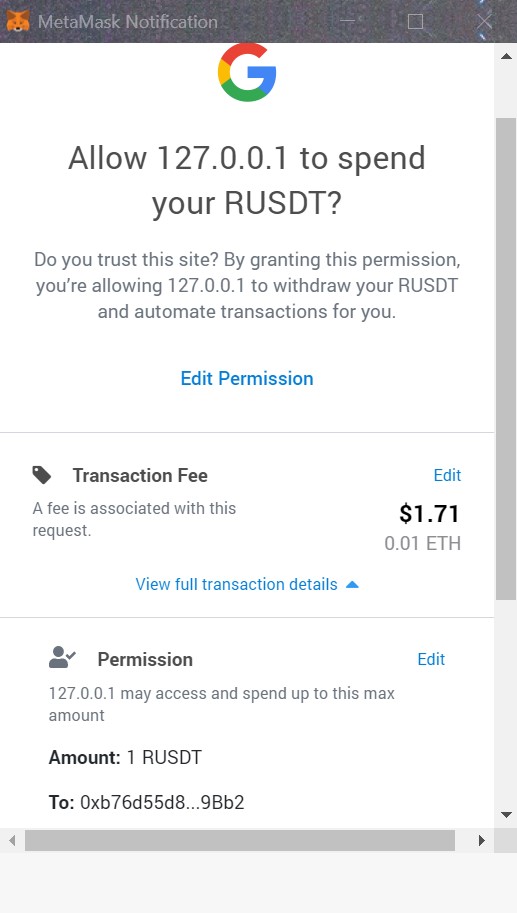 MetaMask Notification
Allow 127.0.0.1 to spend
your RUSDT?
Do you trust this site? By granting this permission,
you’re allowing 127.0.0.1 to withdraw your RUSDT
and automate transactions for you.
Edit Permission
Transaction Fee
Edit
A fee is associated with this
request.
$1.71
0.01 ETH
View full transaction details
Permission
Edit
127.0.0.1 may access and spend up to this max
amount
Amount: 1 RUSDT
To: 0xb76d55d8...9Bb2